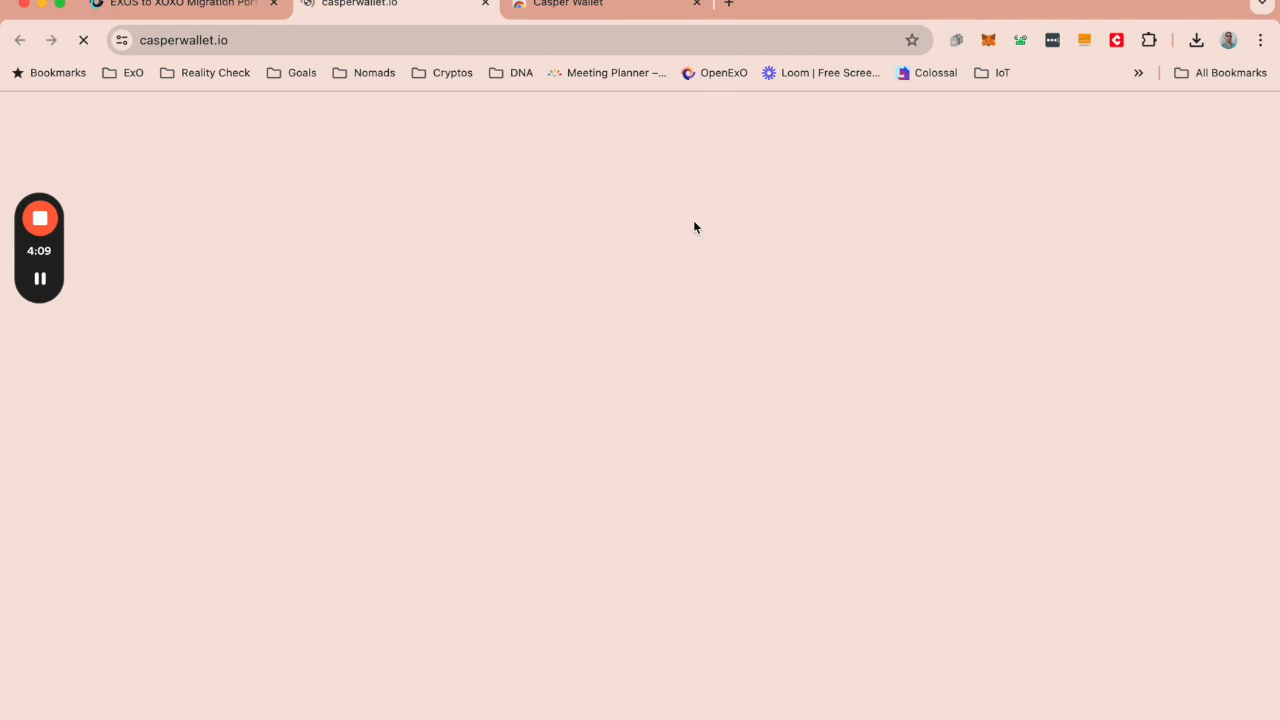 EXOS to XOXO Migration Port
casperwallet.io
Casper Wallet
casperwallet.io
Bookmarks
ExO
Reality Check
Goals
Nomads
Cryptos
DNA
Meeting Planner –...
OpenExO
Loom | Free Scree...
Colossal
IoT
»
All Bookmarks
4:09